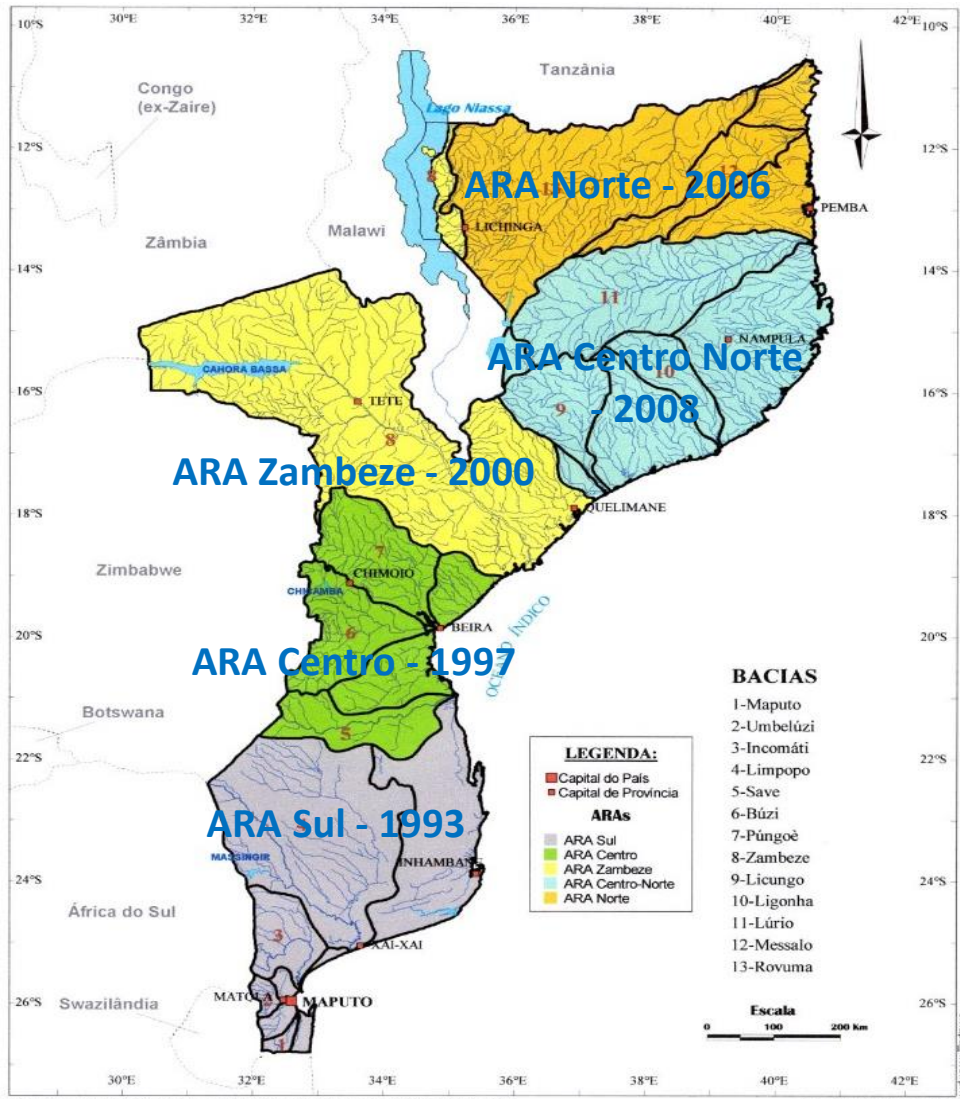 30°E 32°E 34°E 36°E 38°E 40°E 42°E
10°S 10°S
Tanzânia
Congo
(ex-Zaire)
Lago Niassa
12°S 12°S
ARA Norte - 2006
PEMBA
LICHINGA
Malawi
Zâmbia
14°S 14°S
11
NAMPULA
ARA Centro Norte
- 2008
10
CAHORA BASSA
16°S 16°S
TETE
9
8
ARA Zambeze - 2000
QUELIMANE
18°S 18°S
7
Zimbabwe
CHIMOIO
CHICAMBA
BEIRA
6
OCEANO ÍNDICO
20°S 20°S
ARA Centro - 1997
Botswana
5
22°S 22°S
BACIAS
1-Maputo
2-Umbelúzi
3-Incomáti
4-Limpopo
5-Save
6-Búzi
7-Púngoè
8-Zambeze
9-Licungo
10-Ligonha
11-Lúrio
12-Messalo
13-Rovuma
LEGENDA:
Capital do País
Capital de Província
ARAs
ARA Sul
ARA Centro
ARA Zambeze
ARA Centro-Norte
ARA Norte
ARA Sul - 1993
MASSINGIR
INHAMBANE
24°S 24°S
África do Sul
3
XAI-XAI
MATOLA
MAPUTO
26°S 26°S
Swazilândia
1
Escala
0 100 200 Km
30°E 32°E 34°E 36°E 38°E 40°E